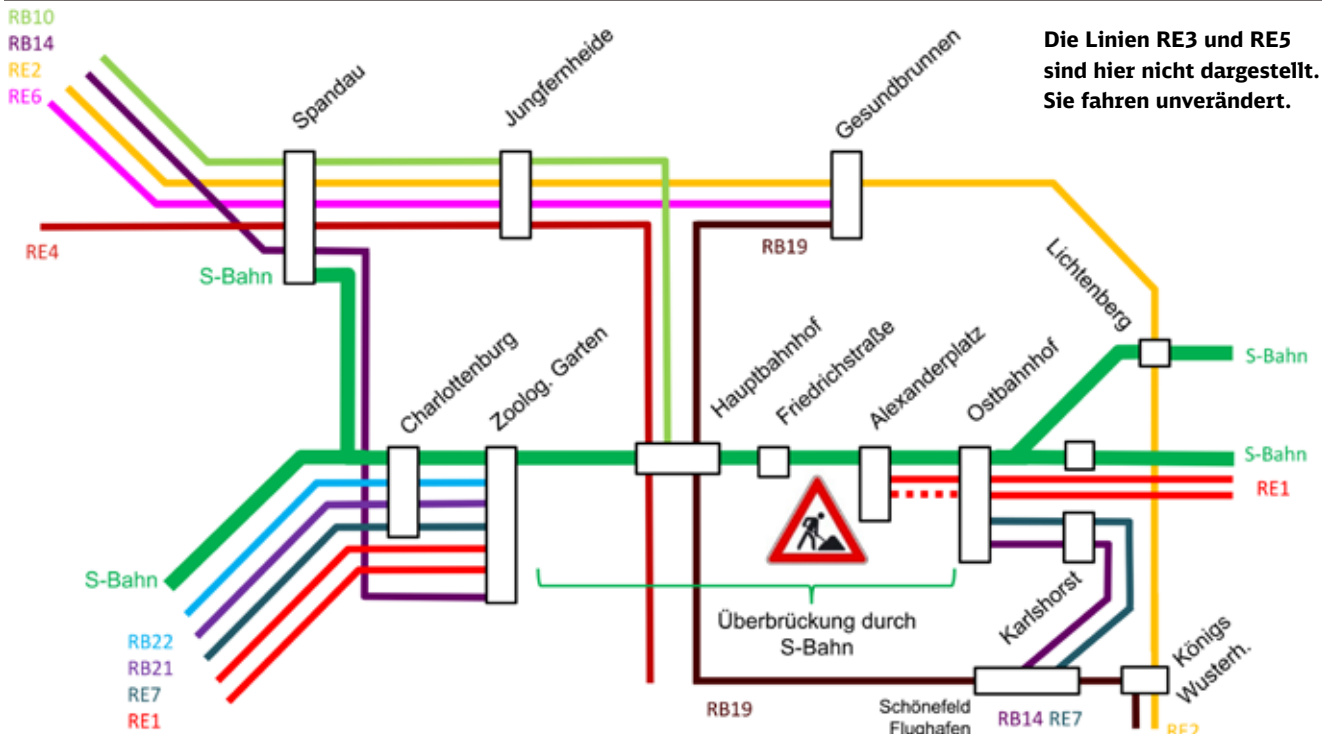 RB10
RB14
RE2
RE6
Die Linien RE3 und RE5
sind hier nicht dargestellt.
Sie fahren unverändert.
Spandau
Jungfernheide
Gesundbrunnen
RE4
RB19
S-Bahn
Lichtenberg
S-Bahn
Charlottenburg
Zoolog. Garten
Hauptbahnhof
Friedrichstraße
Alexanderplatz
Ostbahnhof
S-Bahn
RE1
S-Bahn
Überbrückung durch
S-Bahn
Karlshorst
Königs
Wusterh.
RB22
RB21
RE7
RE1
RB19
Schönefeld
Flughafen
RB14 RE7
RE2